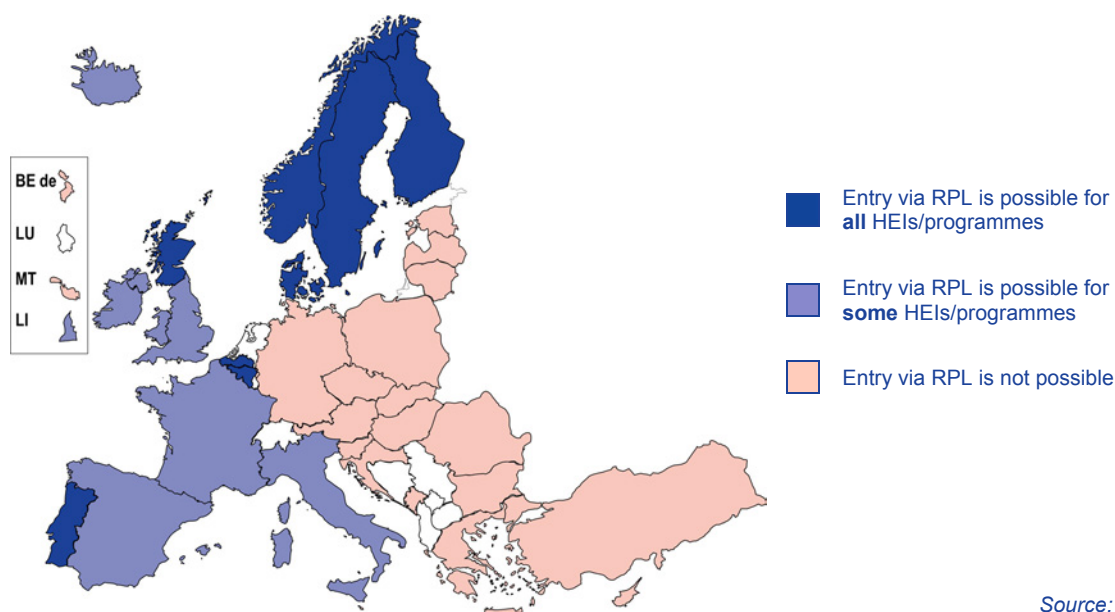 BE de
LU
MT
LI
Entry via RPL is possible for
all HEIs/programmes
Entry via RPL is possible for
some HEIs/programmes
Entry via RPL is not possible
Source: